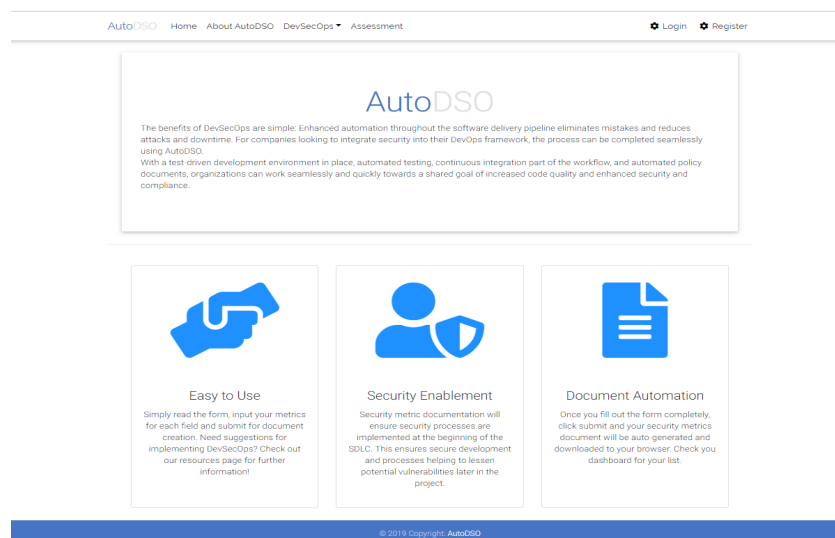 AutoDSO Home About AutoDSO DevSecOps Assessment Login Register
AutoDSO
The benefits of DevSecOps are simple: Enhanced automation throughout the software delivery pipeline eliminates mistakes and reduces
attacks and downtime. For companies looking to integrate security into their DevOps framework, the process can be completed seamlessly
using AutoDSO.
With a test-driven development environment in place, automated testing, continuous integration part of the workflow, and automated policy
documents, organizations can work seamlessly and quickly towards a shared goal of increased code quality and enhanced security and
compliance.
Easy to Use
Simply read the form, input your metrics
for each field and submit for document
creation. Need suggestions for
implementing DevSecOps? Check out
our resources page for further
information!
Security Enablement
Security metric documentation will
ensure security processes are
implemented at the beginning of the
SDLC. This ensures secure development
and processes helping to lessen
potential vulnerabilities later in the
project.
Document Automation
Once you fill out the form completely,
click submit and your security metrics
document will be auto-generated and
downloaded to your browser. Check you
dashboard for your list.
© 2019 Copyright: AutoDSO